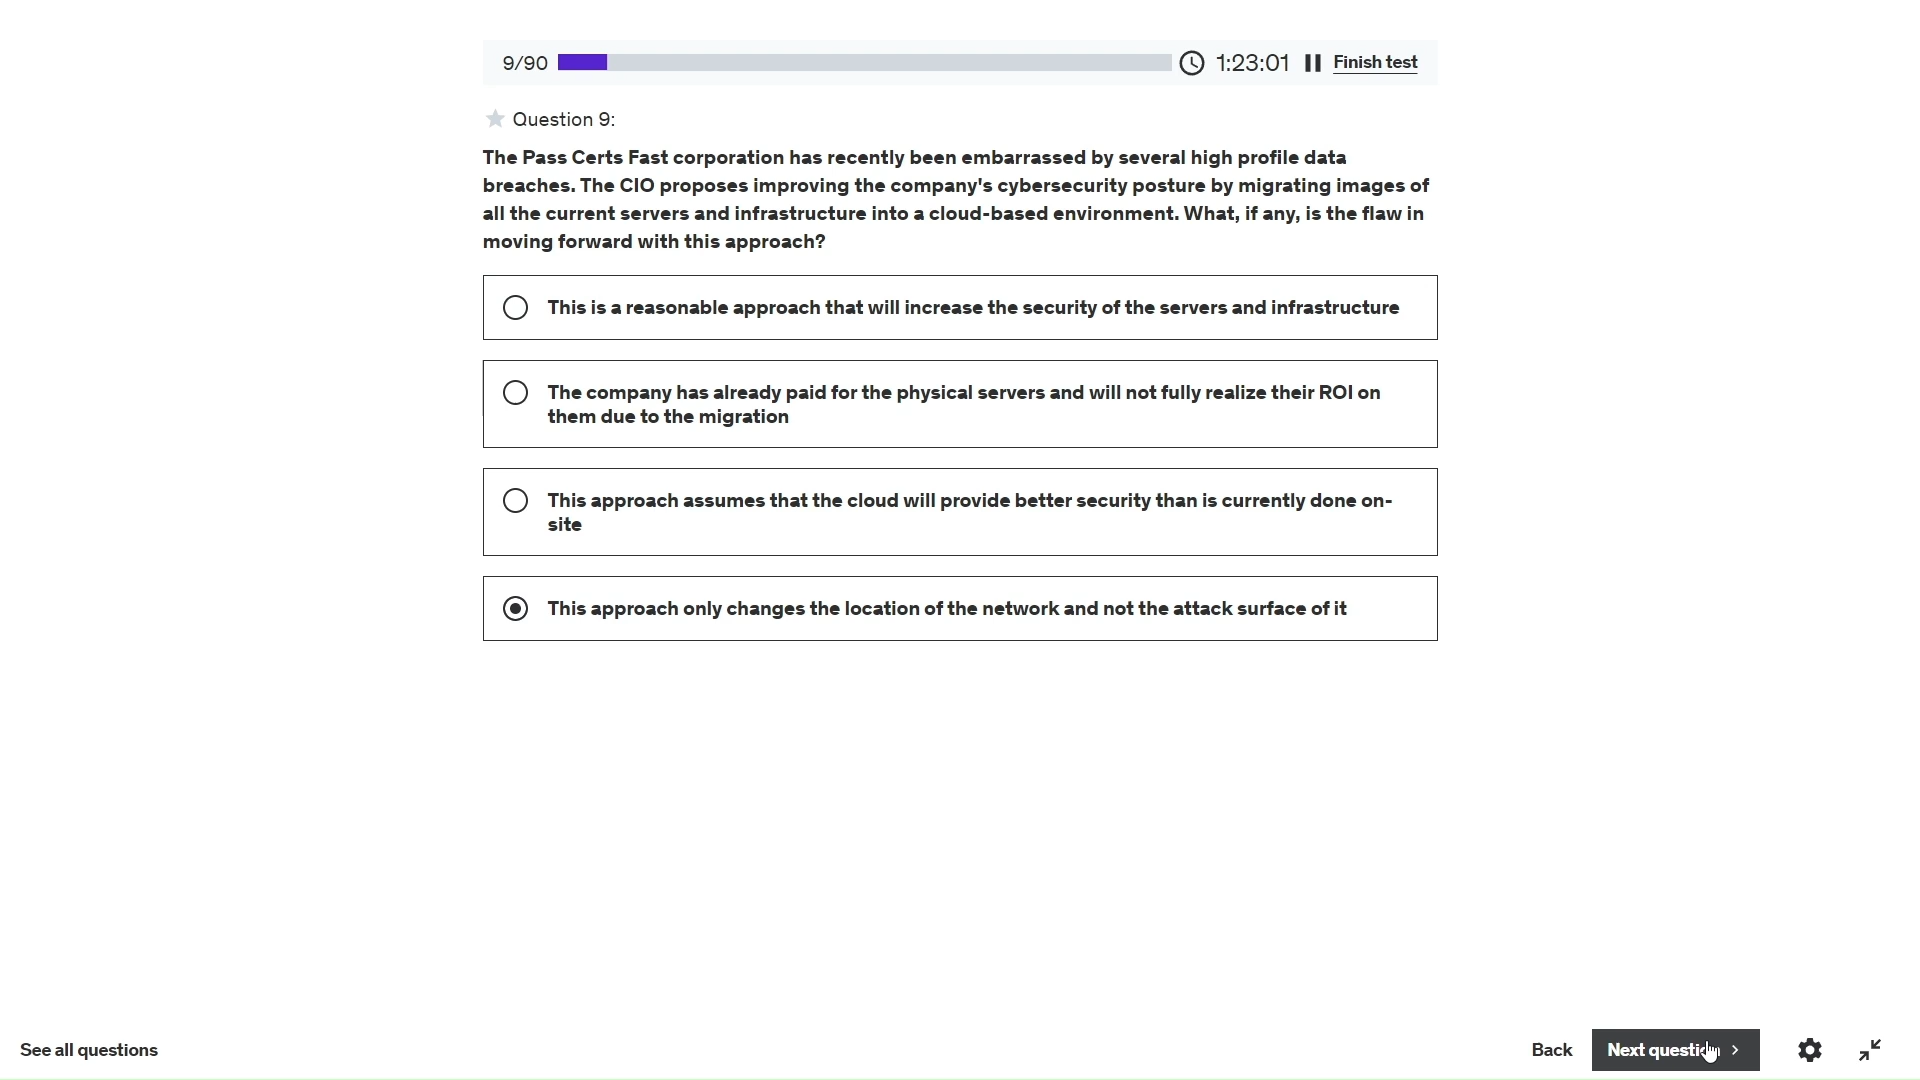 9/90
1:23:01
Finish test
Question 9:
The Pass Certs Fast corporation has recently been embarrassed by several high profile data
breaches. The CIO proposes improving the company's cybersecurity posture by migrating images of
all the current servers and infrastructure into a cloud-based environment. What, if any, is the flaw in
moving forward with this approach?
This is a reasonable approach that will increase the security of the servers and infrastructure
The company has already paid for the physical servers and will not fully realize their ROI on
them due to the migration
This approach assumes that the cloud will provide better security than is currently done on-
site
This approach only changes the location of the network and not the attack surface of it
See all questions
Back
Next question